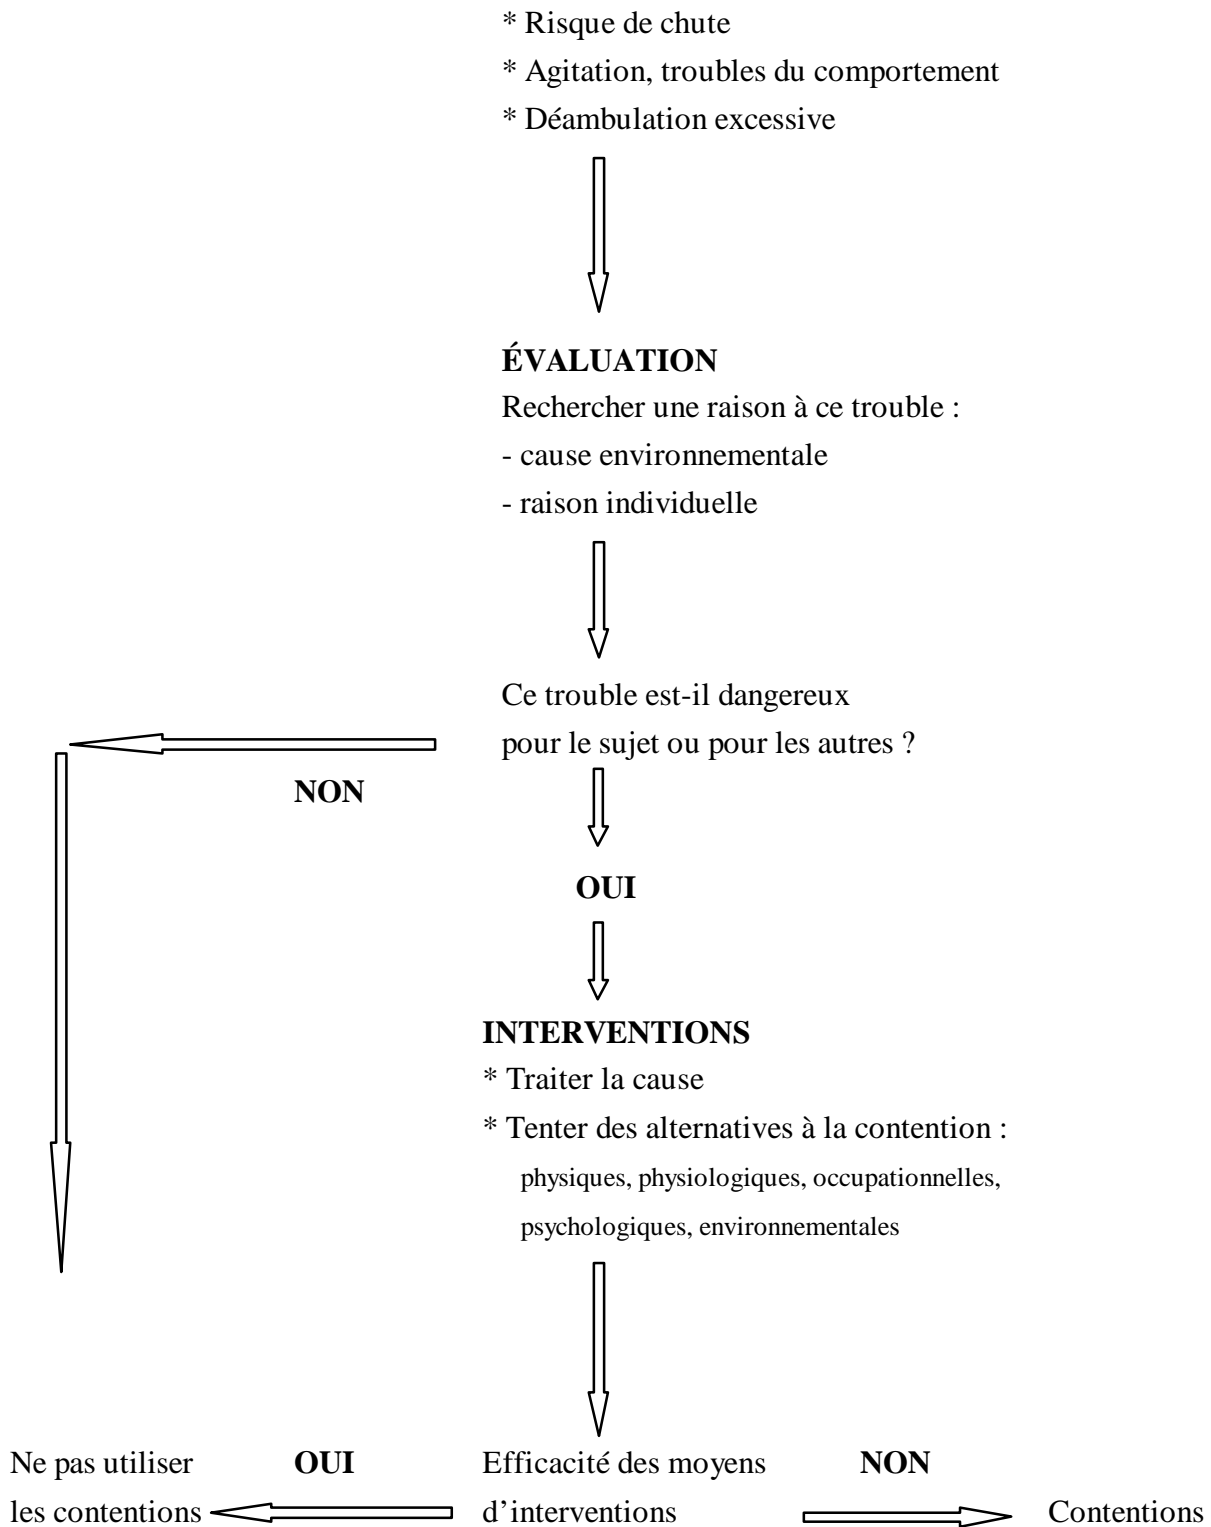 * Risque de chute
* Agitation, troubles du comportement
* Déambulation excessive
ÉVALUATION
Rechercher une raison à ce trouble :
- cause environnementale
- raison individuelle
Ce trouble est-il dangereux
pour le sujet ou pour les autres ?
NON
OUI
INTERVENTIONS
* Traiter la cause
* Tenter des alternatives à la contention :
physiques, physiologiques, occupationnelles,
psychologiques, environnementales
Ne pas utiliser OUI Efficacité des moyens NON
les contentions d’interventions Contentions